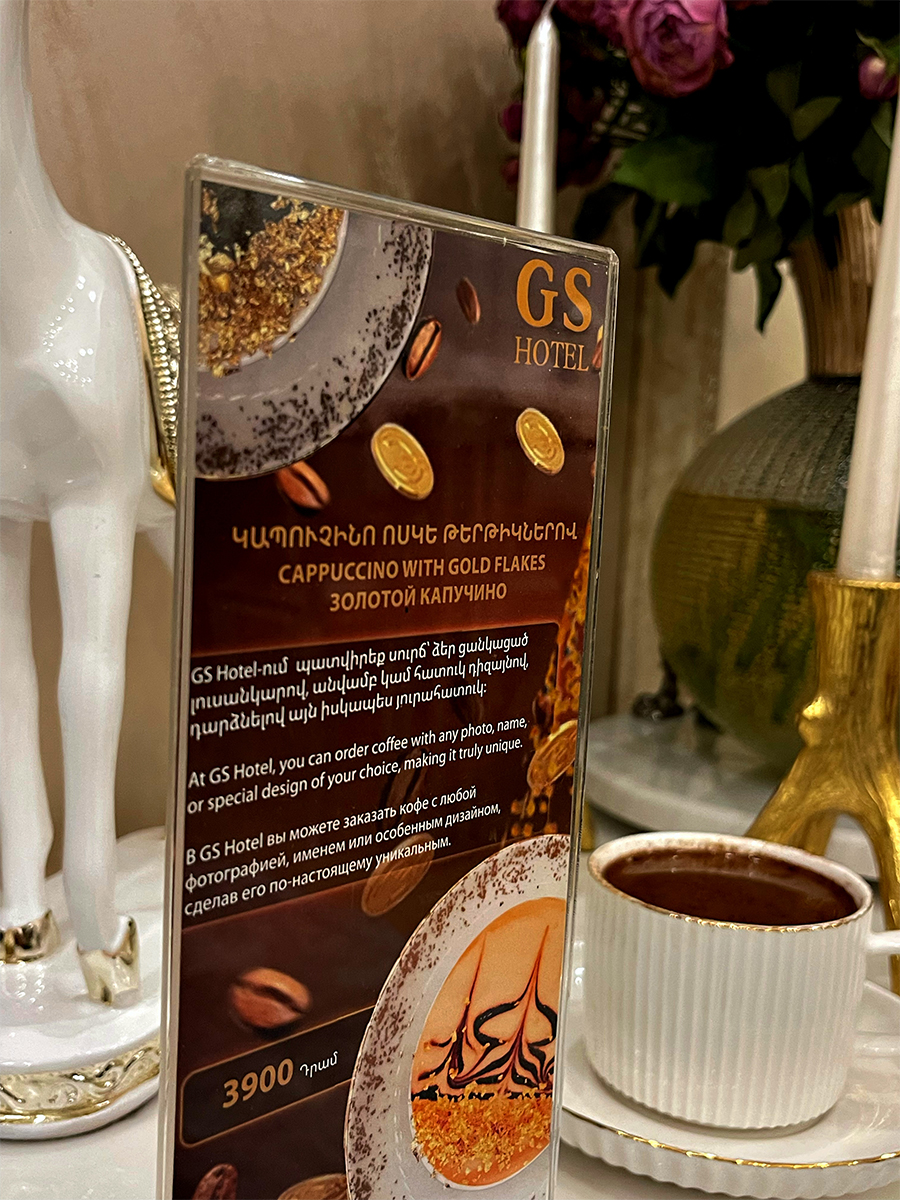 GS
HOTEL
ԿԱՊՈՒՉԻՆՈ ՈՍԿԵ ԹԵՐԹԻԿՆԵՐՈՎ
CAPPUCCINO WITH GOLD FLAKES
ЗОЛОТОЙ КАПУЧИНО
GS Hotel-ում պատվիրեք սուրճ՝ ձեր ցանկացած
լուսանկարով, անվամբ կամ հատուկ դիզայնով,
դարձնելով այն իսկապես յուրահատուկ:
At GS Hotel, you can order coffee with any photo, name,
or special design of your choice, making it truly unique.
В GS Hotel вы можете заказать кофе с любой
фотографией, именем или особенным дизайном,
сделав его по-настоящему уникальным.
3900 Դրամ